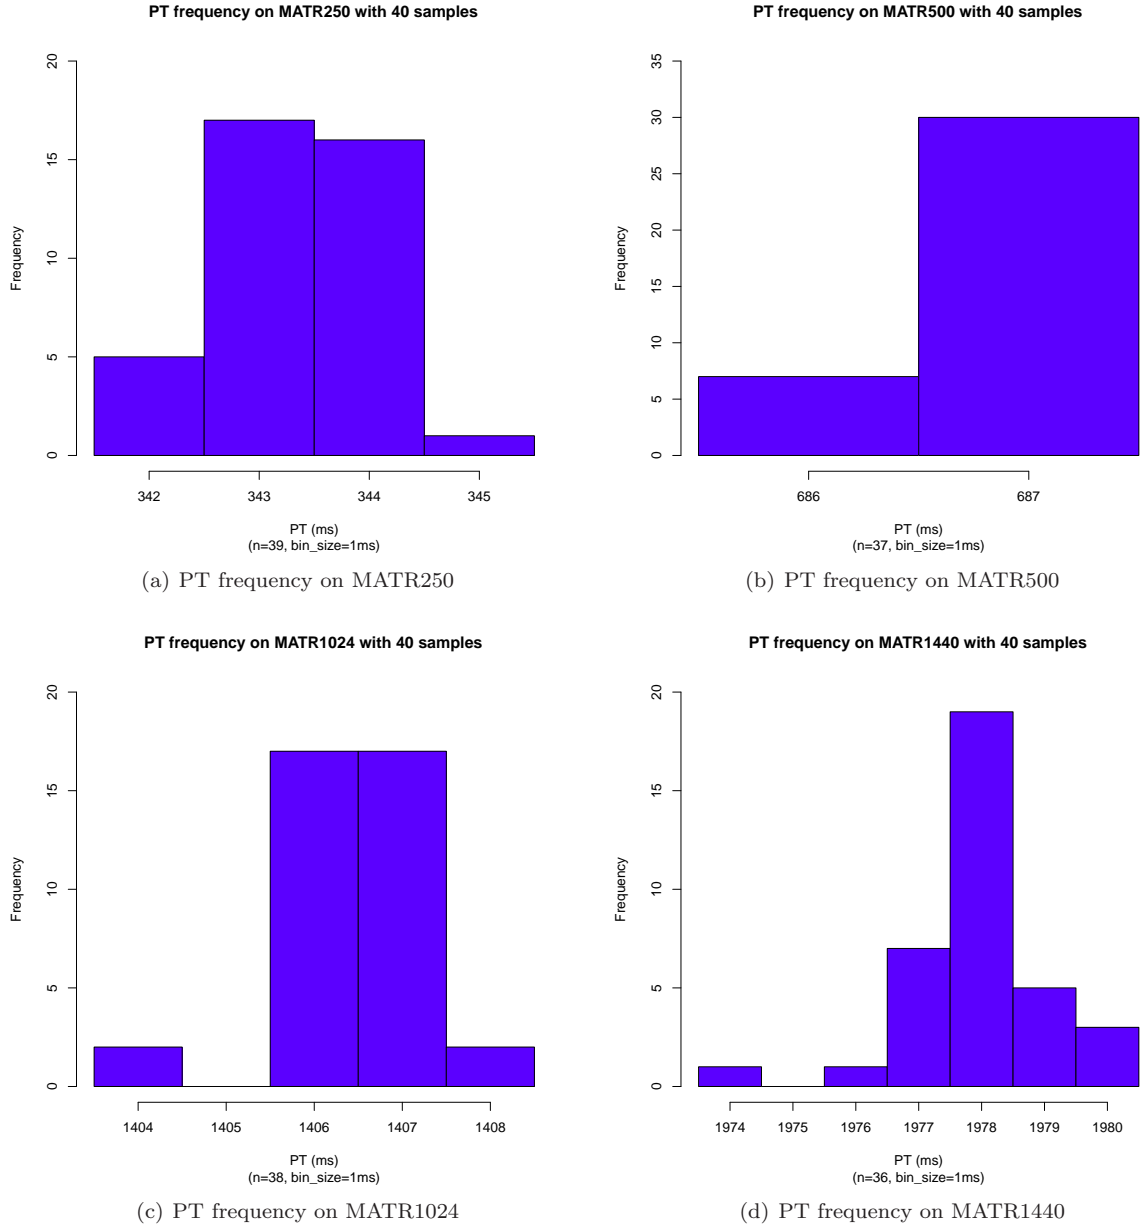 PT frequency on MATR250 with 40 samples
Frequency
20
15
10
5
0
342 343 344 345
PT (ms)
(n=39, bin_size=1ms)
(a) PT frequency on MATR250
PT frequency on MATR500 with 40 samples
Frequency
35
30
25
20
15
10
5
0
686 687
PT (ms)
(n=37, bin_size=1ms)
(b) PT frequency on MATR500
PT frequency on MATR1024 with 40 samples
Frequency
20
15
10
5
0
1404 1405 1406 1407 1408
PT (ms)
(n=38, bin_size=1ms)
(c) PT frequency on MATR1024
PT frequency on MATR1440 with 40 samples
Frequency
20
15
10
5
0
1974 1975 1976 1977 1978 1979 1980
PT (ms)
(n=36, bin_size=1ms)
(d) PT frequency on MATR1440